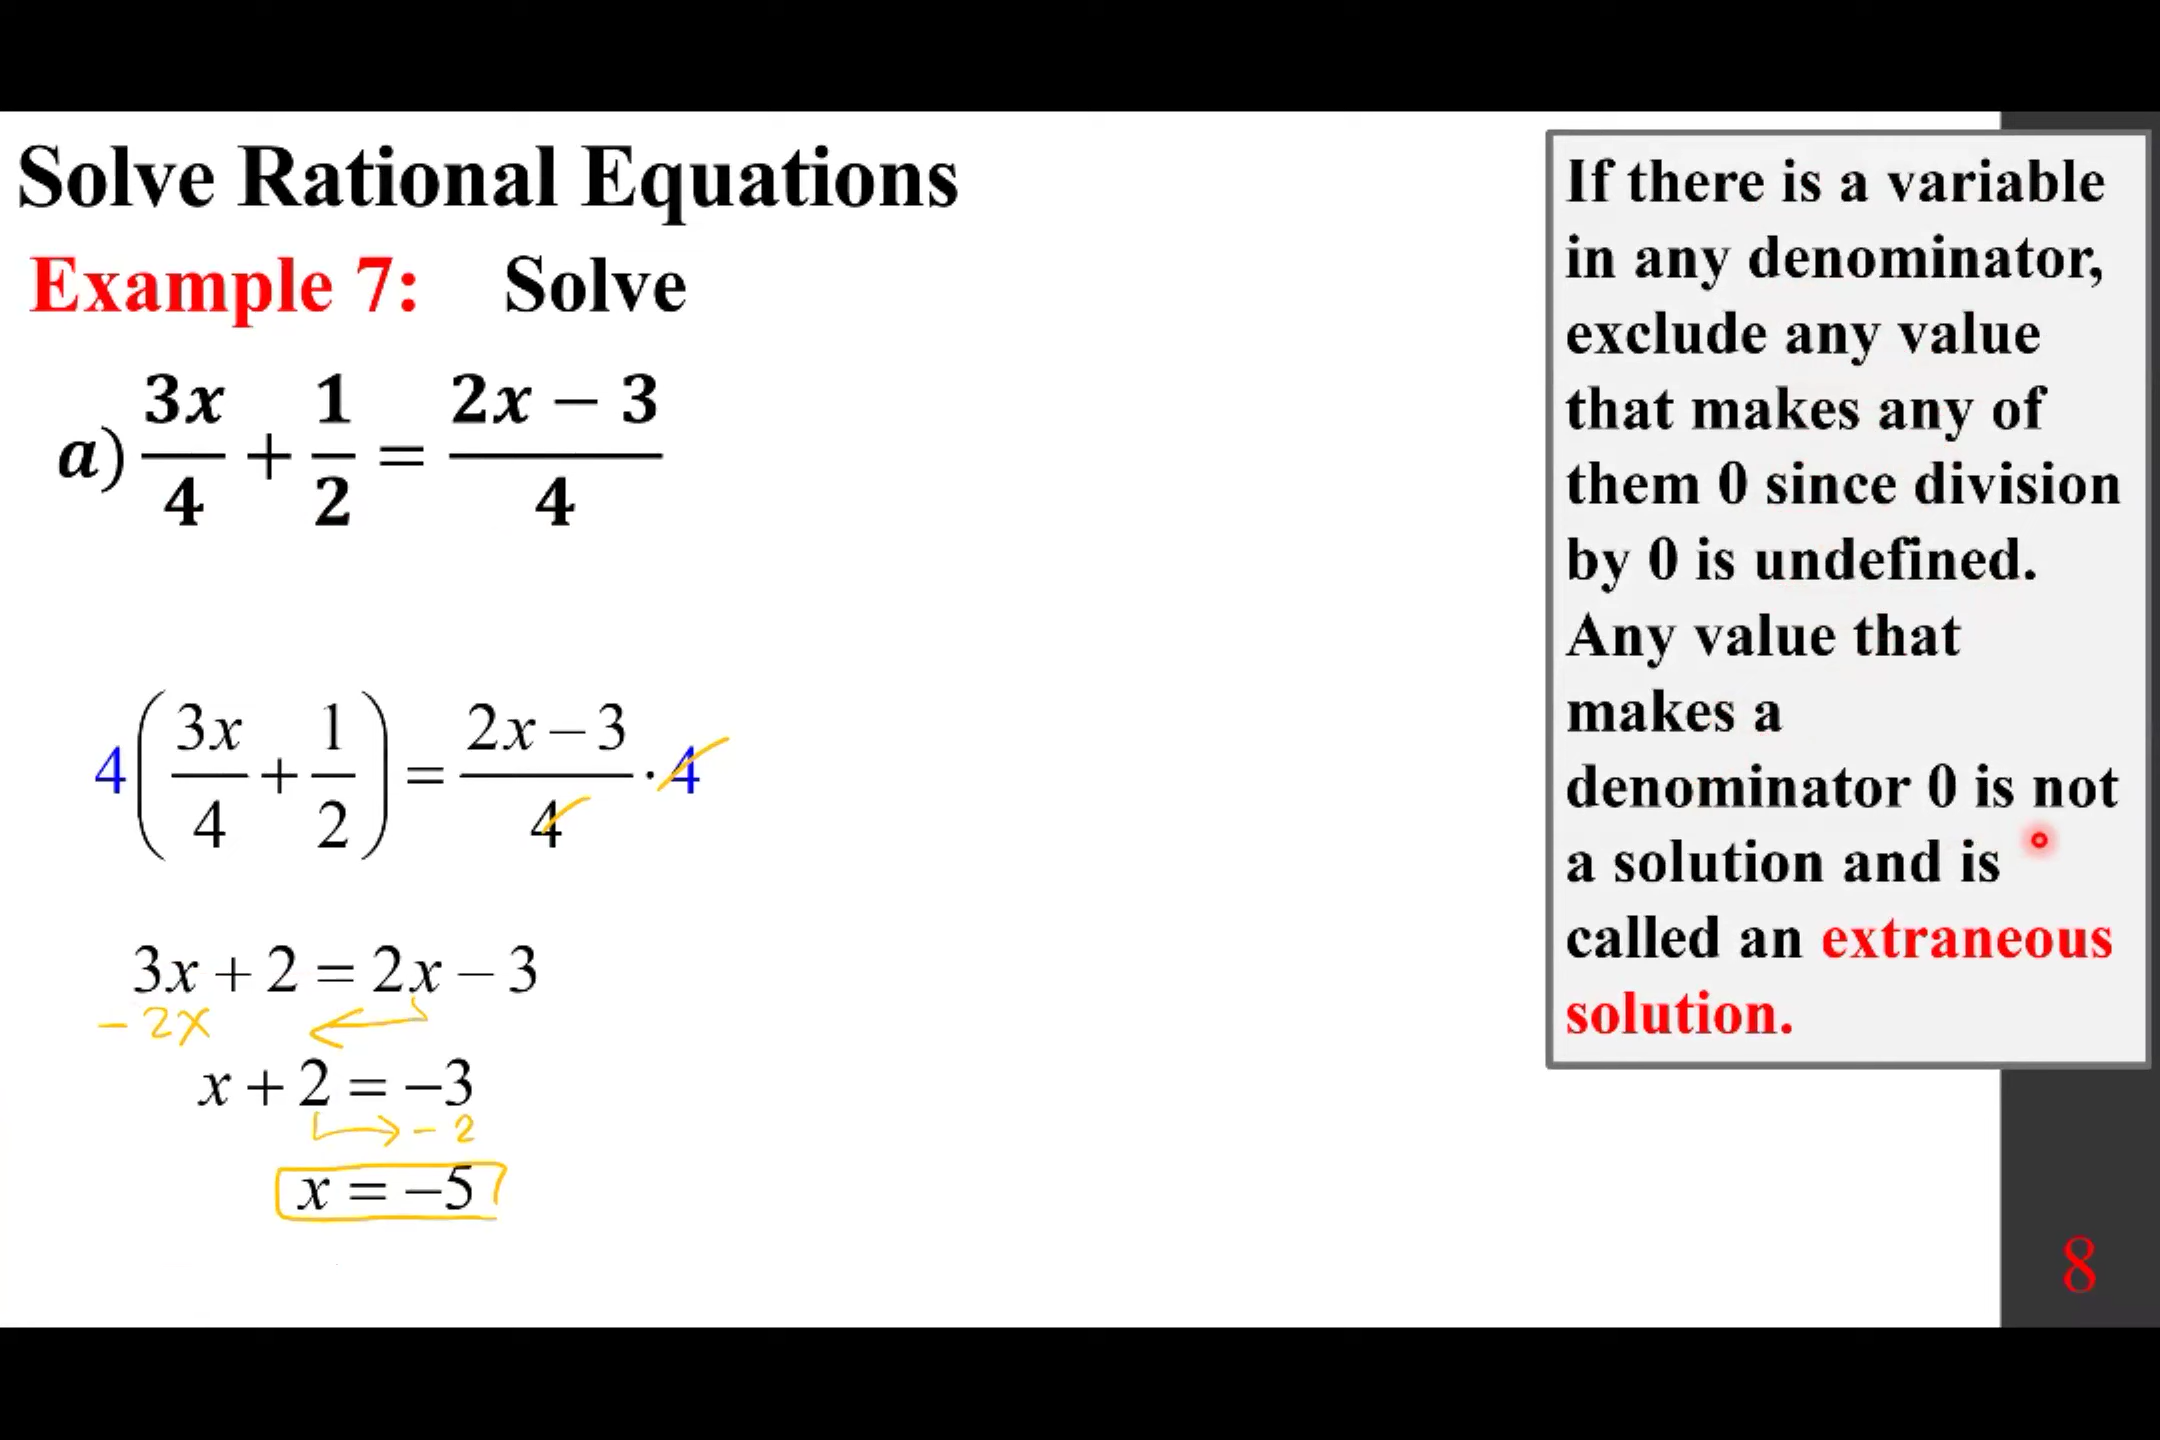 Solve Rational Equations
Example 7: Solve
a) 3x/4 + 1/2 = (2x − 3)/4
4(3x/4 + 1/2) = (2x − 3)/4 · 4
3x + 2 = 2x − 3
− 2x
x + 2 = −3
− 2
x = −5
If there is a variable
in any denominator,
exclude any value
that makes any of
them 0 since division
by 0 is undefined.
Any value that
makes a
denominator 0 is not
a solution and is
called an extraneous
solution.
8